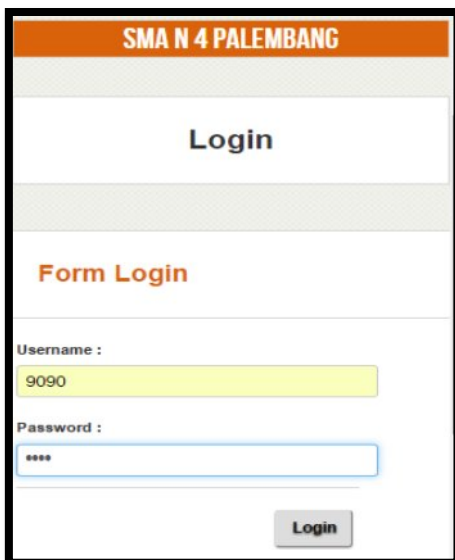 SMA N 4 PALEMBANG
Login
Form Login
Username :
9090
Password :
••••
Login